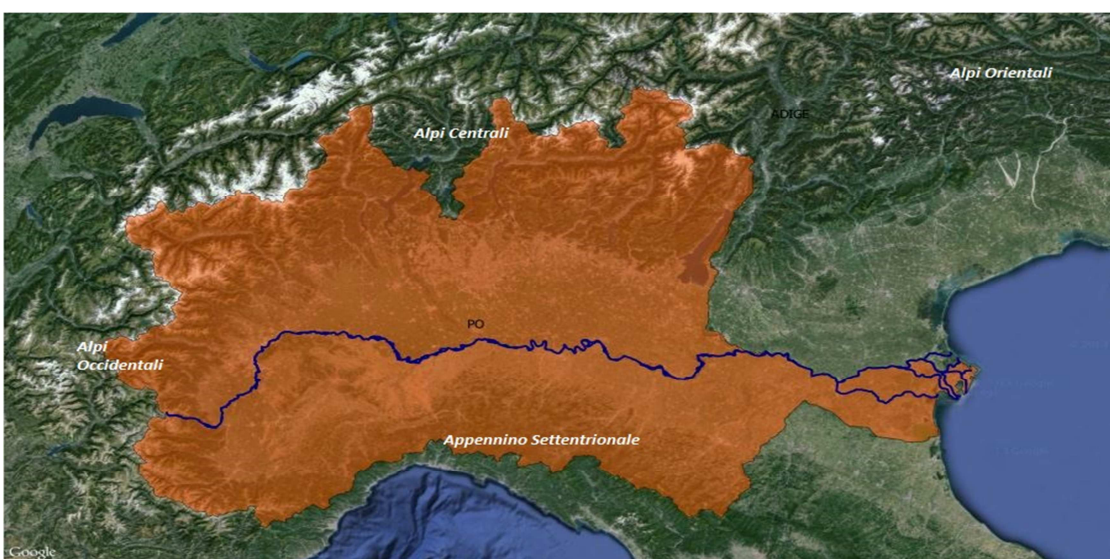 Alpi Orientali
ADIGE
Alpi Centrali
PO
Alpi
Occidentali
Appennino Settentrionale
Google